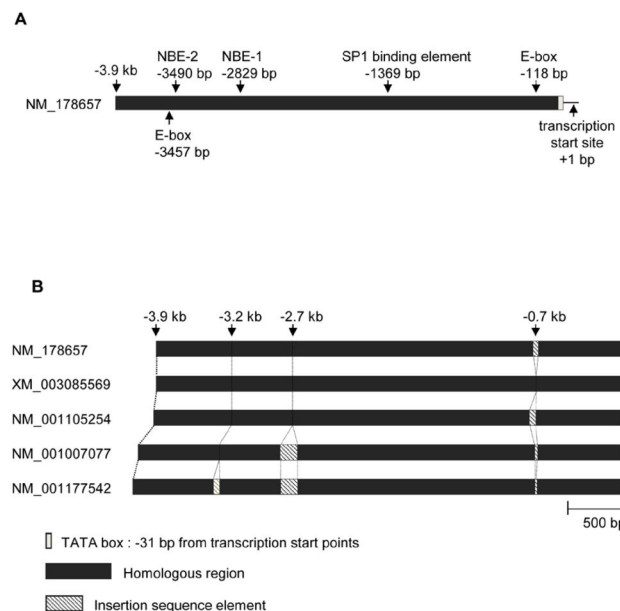 A
NBE-2 NBE-1 SP1 binding element E-box
-3.9 kb -3490 bp -2829 bp -1369 bp -118 bp
NM_178657
E-box
-3457 bp
transcription
start site
+1 bp
B
-3.9 kb -3.2 kb -2.7 kb -0.7 kb
NM_178657
XM_003085569
NM_001105254
NM_001007077
NM_001177542
500 bp
TATA box : -31 bp from transcription start points
Homologous region
Insertion sequence element